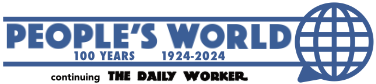 PEOPLE'S WORLD
100 YEARS 1924-2024
continuing THE DAILY WORKER